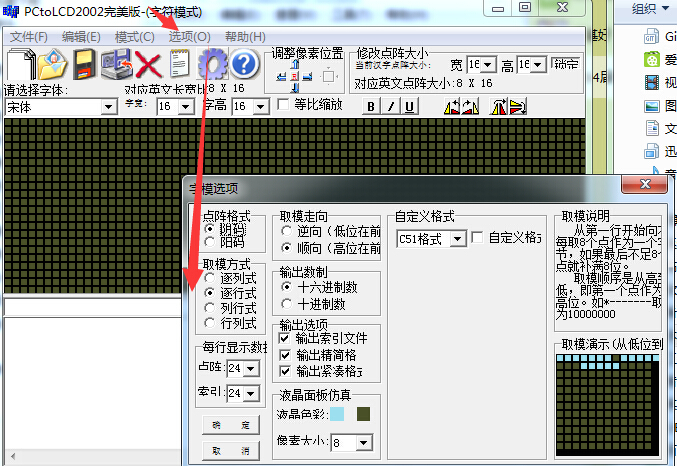 PCtoLCD2002完美版-(字符模式)
文件(F) 编辑(E) 模式(C) 选项(O) 帮助(H)
调整像素位置
修改点阵大小
当前汉字点阵大小: 宽 16 高 16 锁定
对应英文点阵大小:8 X 16
请选择字体: 对应英文长宽比8 X 16
宋体 字宽: 16 字高 16 等比缩放
B I U
组织
字模选项
点阵格式
阴码
阳码
取模方式
逐列式
逐行式
列行式
行列式
每行显示数据
点阵: 24
索引: 24
确 定
取 消
取模走向
逆向(低位在前
顺向(高位在前
输出数制
十六进制数
十进制数
输出选项
输出索引文件
输出精简格
输出紧凑格式
液晶面板仿真
液晶色彩:
像素大小: 8
自定义格式
C51格式 自定义格式
取模说明
从第一行开始向
每取8个点作为一个
节，如果最后不足8
点就补满8位。
取模顺序是从高
低，即第一个点作为
高位。如*-------取
为10000000
取模演示(从低位到
Gi
爱
视
图
文
迅
音